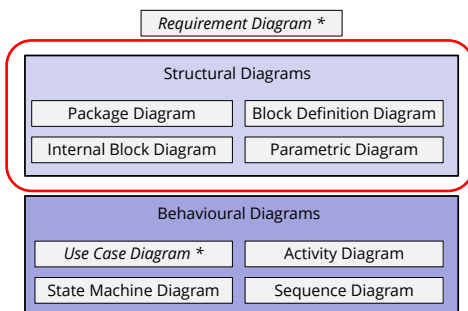 Requirement Diagram *
Structural Diagrams
Package Diagram Block Definition Diagram
Internal Block Diagram Parametric Diagram
Behavioural Diagrams
Use Case Diagram * Activity Diagram
State Machine Diagram Sequence Diagram